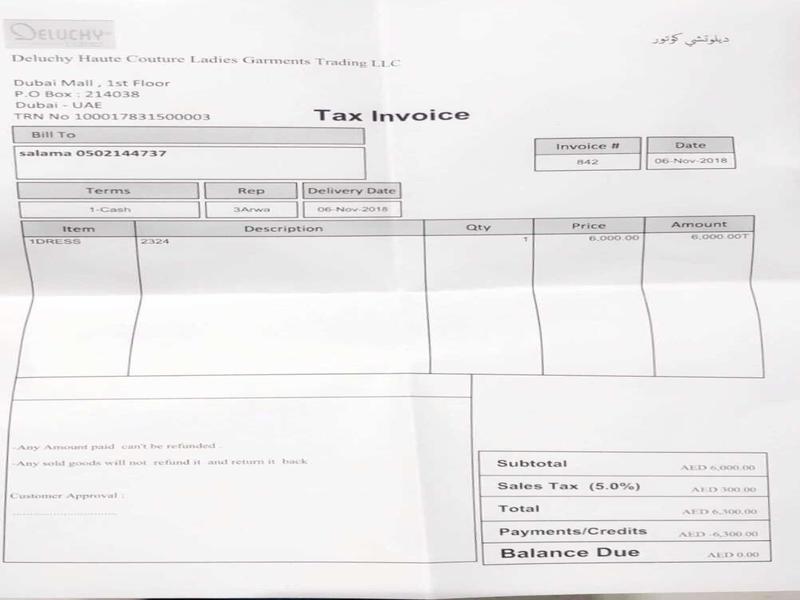 DELUCHY
ديلوتشي كوتور
Deluchy Haute Couture Ladies Garments Trading LLC
Dubai Mall , 1st Floor
P.O Box : 214038
Dubai - UAE
TRN No 100017831500003
Tax Invoice
Bill To
salama 0502144737
Invoice # Date
842 06-Nov-2018
Terms Rep Delivery Date
1-Cash 3Arwa 06-Nov-2018
Item Description Qty Price Amount
1DRESS 2324 1 6,000.00 6,000.00T
-Any Amount paid can't be refunded .
-Any sold goods will not refund it and return it back
Customer Approval :
Subtotal AED 6,000.00
Sales Tax (5.0%) AED 300.00
Total AED 6,300.00
Payments/Credits AED -6,300.00
Balance Due AED 0.00